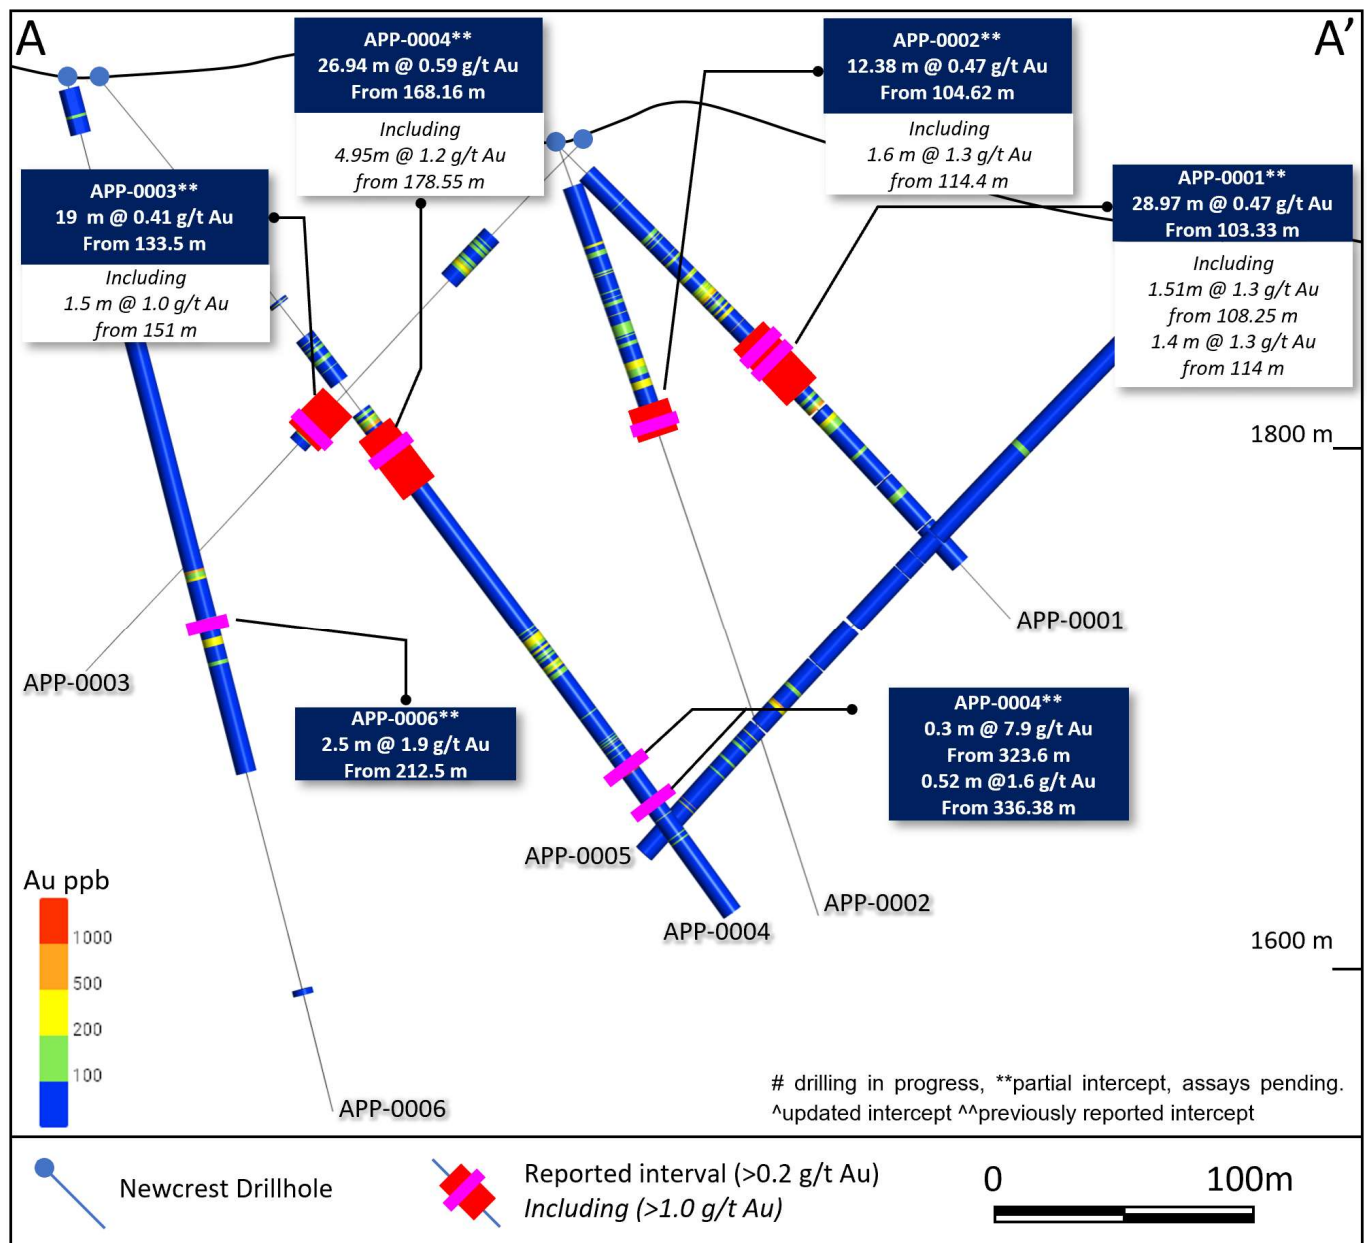 A
A’
APP-0004**
26.94 m @ 0.59 g/t Au
From 168.16 m
Including
4.95m @ 1.2 g/t Au
from 178.55 m
APP-0002**
12.38 m @ 0.47 g/t Au
From 104.62 m
Including
1.6 m @ 1.3 g/t Au
from 114.4 m
APP-0003**
19 m @ 0.41 g/t Au
From 133.5 m
Including
1.5 m @ 1.0 g/t Au
from 151 m
APP-0001**
28.97 m @ 0.47 g/t Au
From 103.33 m
Including
1.51m @ 1.3 g/t Au
from 108.25 m
1.4 m @ 1.3 g/t Au
from 114 m
1800 m
APP-0001
APP-0003
APP-0006**
2.5 m @ 1.9 g/t Au
From 212.5 m
APP-0004**
0.3 m @ 7.9 g/t Au
From 323.6 m
0.52 m @1.6 g/t Au
From 336.38 m
APP-0005
APP-0002
APP-0004
1600 m
Au ppb
1000
500
200
100
APP-0006
# drilling in progress, **partial intercept, assays pending.
^updated intercept ^^previously reported intercept
Newcrest Drillhole
Reported interval (>0.2 g/t Au)
Including (>1.0 g/t Au)
0 100m